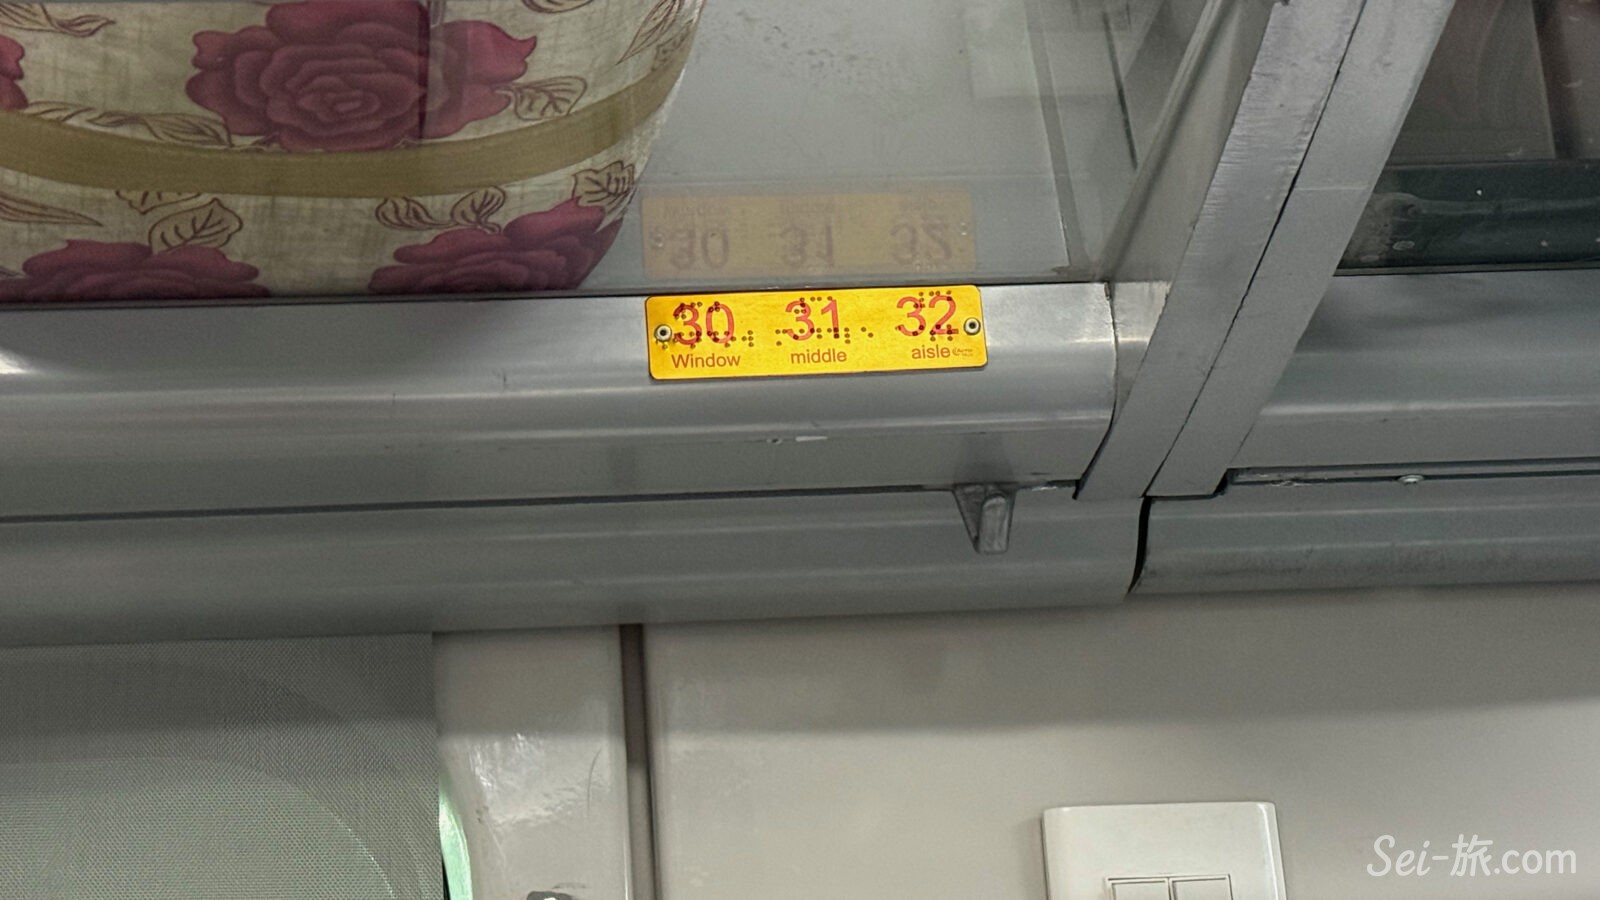 30 31 32
Window middle aisle
Sei-旅.com